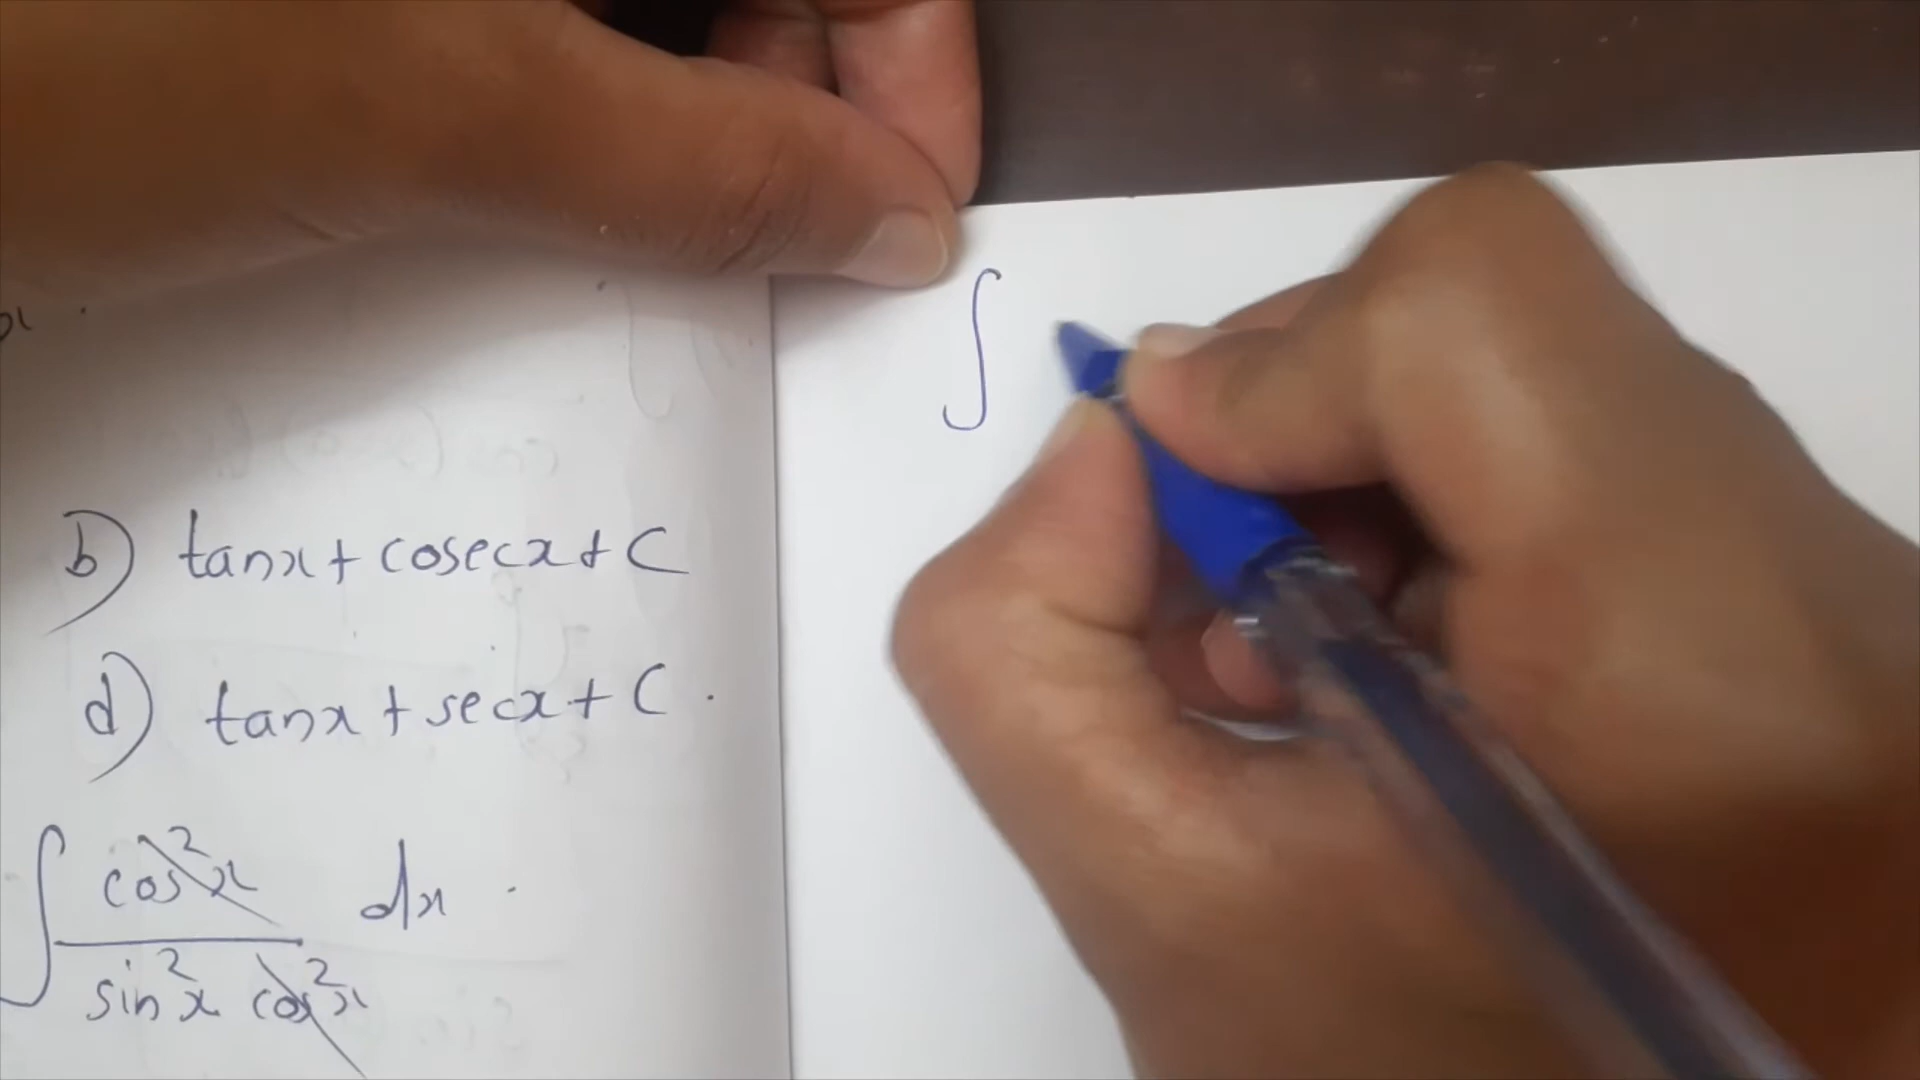 x .
b) tanx + cosecx + C
d) tanx + secx + C .
∫ cos²x / sin²x cos²x dx .
∫